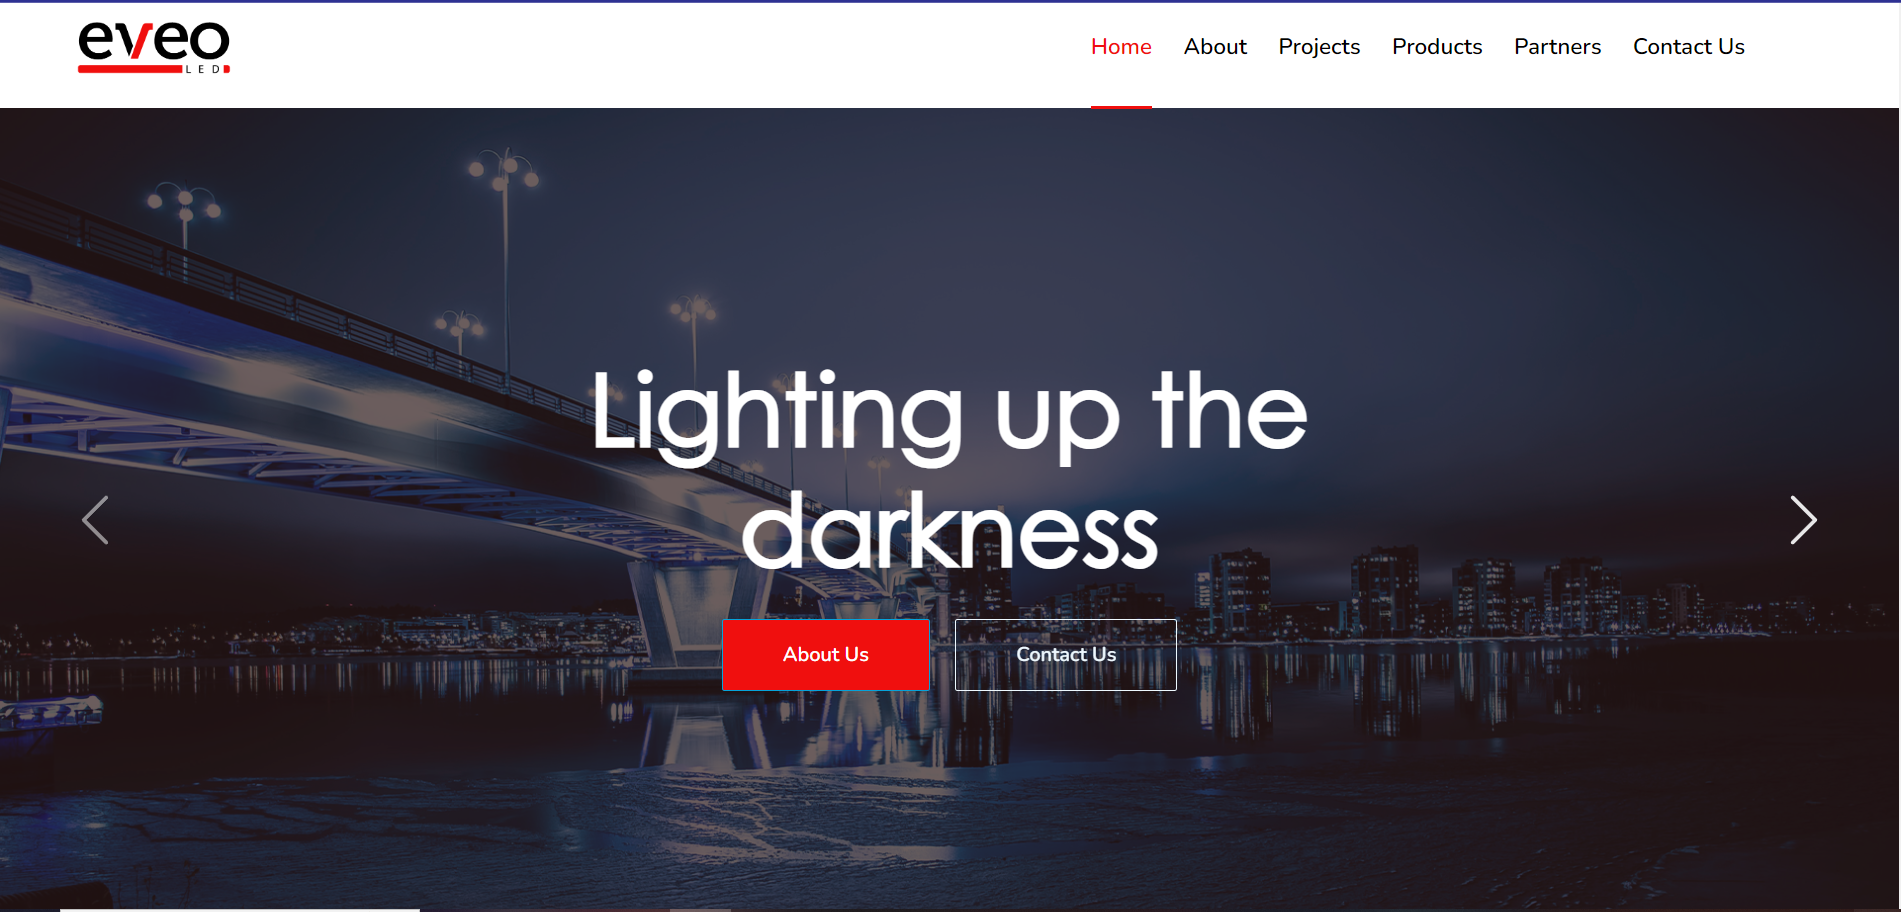 eveo
LED
Home About Projects Products Partners Contact Us
Lighting up the
darkness
About Us Contact Us